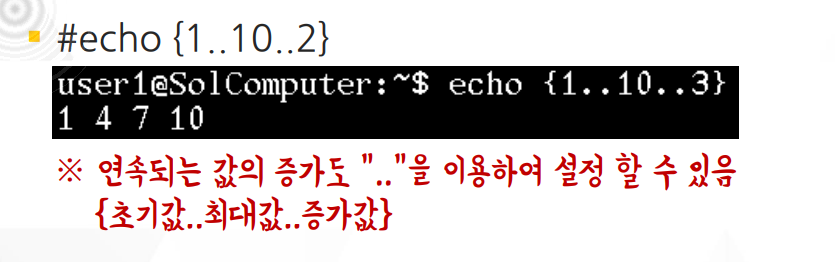 #echo {1..10..2}
user1@SolComputer:~$ echo {1..10..3}
1 4 7 10
※ 연속되는 값의 증가도 ".."을 이용하여 설정 할 수 있음
{초기값..최대값..증가값}